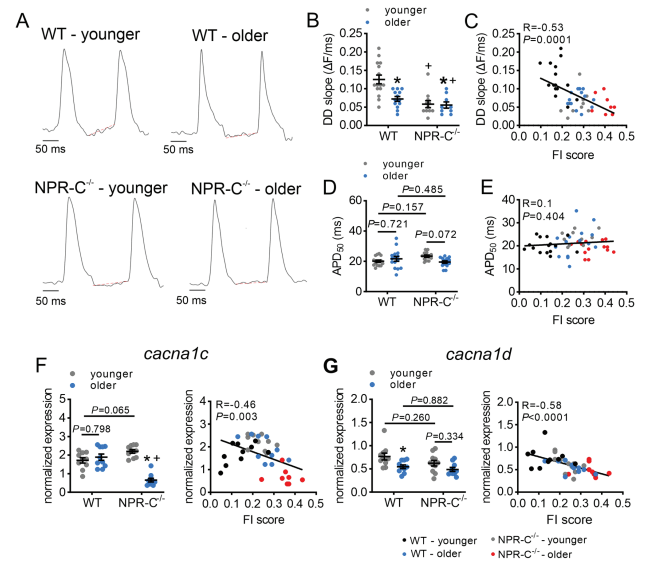 A
WT - younger
WT - older
50 ms
50 ms
NPR-C-/- - younger
NPR-C-/- - older
50 ms
50 ms
B
younger
older
DD slope (ΔF/ms)
0.25
0.20
0.15
0.10
0.05
0.00
*
+
*+
WT
NPR-C-/-
C
R=-0.53
P=0.0001
DD slope (ΔF/ms)
0.25
0.20
0.15
0.10
0.05
0.00
0.0 0.1 0.2 0.3 0.4 0.5
FI score
D
younger
older
P=0.485
P=0.157
P=0.721
P=0.072
APD50 (ms)
60
40
20
0
WT
NPR-C-/-
E
R=0.1
P=0.404
APD50 (ms)
40
30
20
10
0
0.0 0.1 0.2 0.3 0.4 0.5
FI score
F
cacna1c
younger
older
P=0.065
P=0.798
*+
normalized expression
4
3
2
1
0
WT
NPR-C-/-
R=-0.46
P=0.003
normalized expression
4
3
2
1
0
0.0 0.1 0.2 0.3 0.4 0.5
FI score
G
cacna1d
younger
older
P=0.882
P=0.260
P=0.334
*
normalized expression
2.0
1.5
1.0
0.5
0.0
WT
NPR-C-/-
R=-0.58
P<0.0001
normalized expression
2.0
1.5
1.0
0.5
0.0
0.0 0.1 0.2 0.3 0.4 0.5
FI score
WT - younger
NPR-C-/- - younger
WT - older
NPR-C-/- - older